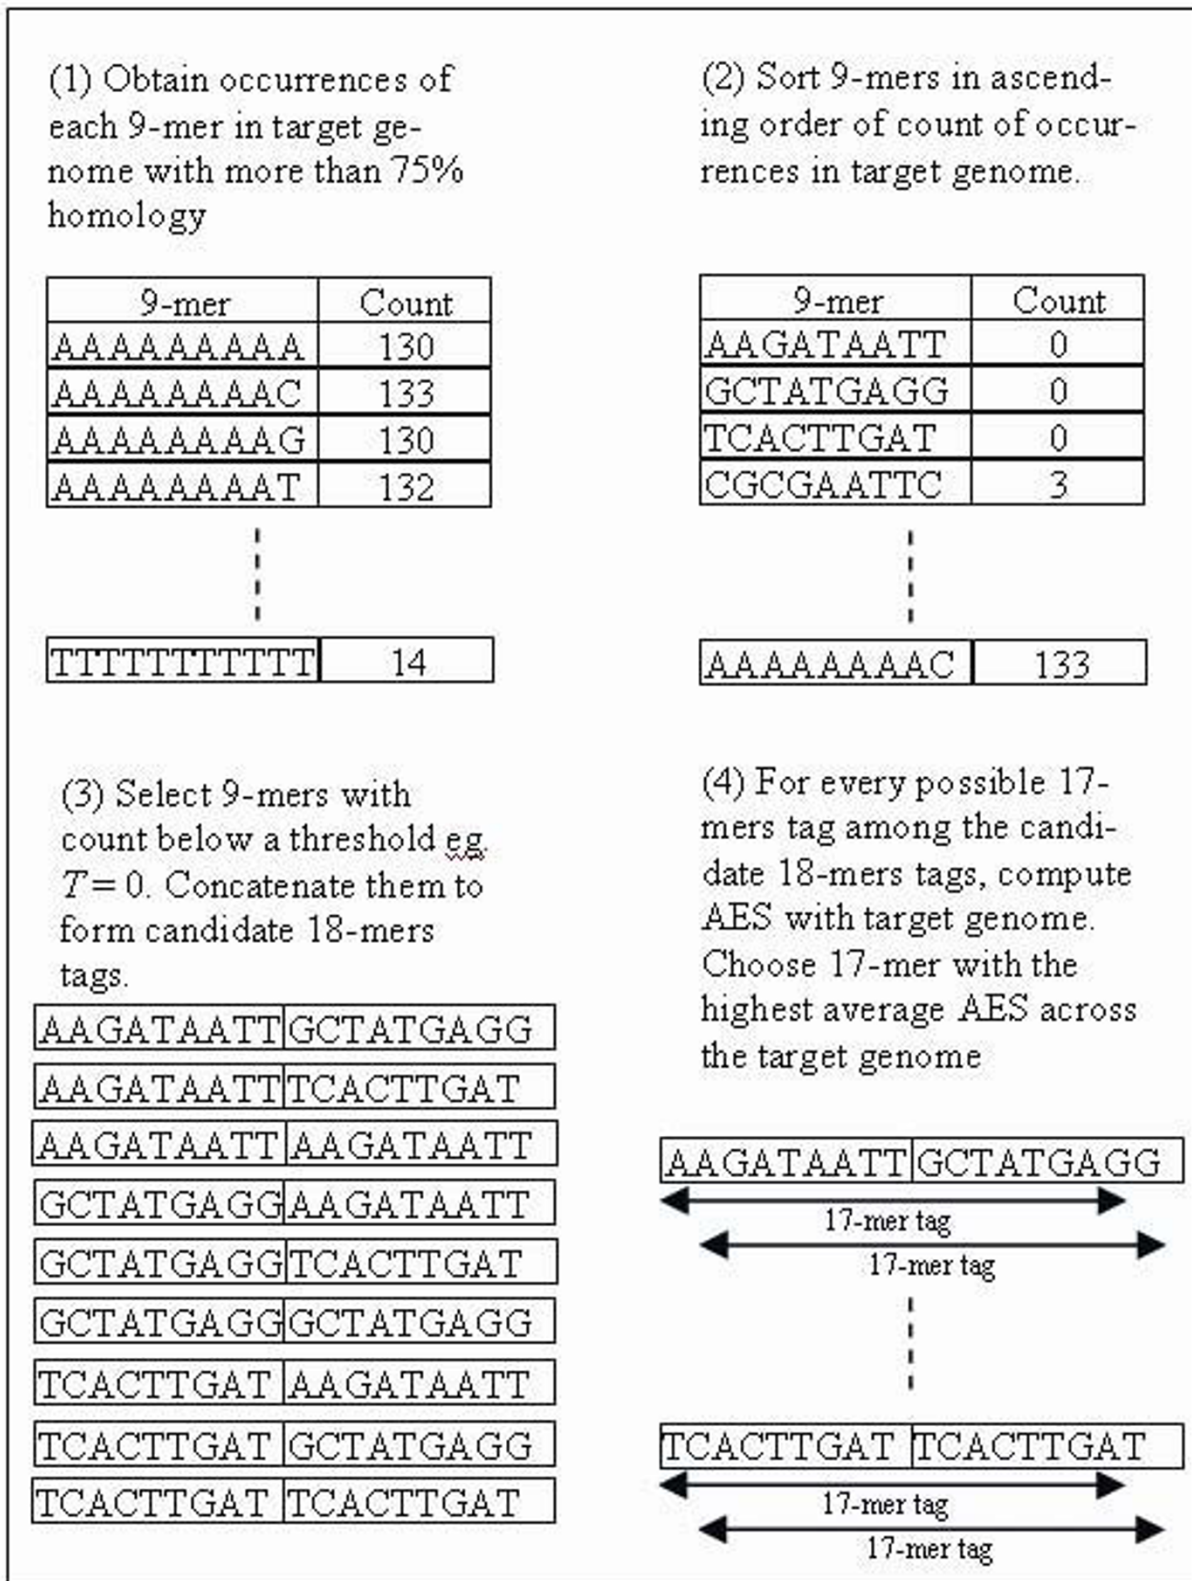 (1) Obtain occurrences of
each 9-mer in target ge-
nome with more than 75%
homology
9-mer Count
AAAAAAAAA 130
AAAAAAAAC 133
AAAAAAAAG 130
AAAAAAAAT 132
TTTTTTTTTTT 14
(2) Sort 9-mers in ascend-
ing order of count of occur-
rences in target genome.
9-mer Count
AAGATAATT 0
GCTATGAGG 0
TCACTTGAT 0
CGCGAATTC 3
AAAAAAAAC 133
(3) Select 9-mers with
count below a threshold eg.
T = 0. Concatenate them to
form candidate 18-mers
tags.
AAGATAATT GCTATGAGG
AAGATAATT TCACTTGAT
AAGATAATT AAGATAATT
GCTATGAGG AAGATAATT
GCTATGAGG TCACTTGAT
GCTATGAGG GCTATGAGG
TCACTTGAT AAGATAATT
TCACTTGAT GCTATGAGG
TCACTTGAT TCACTTGAT
(4) For every possible 17-
mers tag among the candi-
date 18-mers tags, compute
AES with target genome.
Choose 17-mer with the
highest average AES across
the target genome
AAGATAATT GCTATGAGG
17-mer tag
17-mer tag
TCACTTGAT TCACTTGAT
17-mer tag
17-mer tag